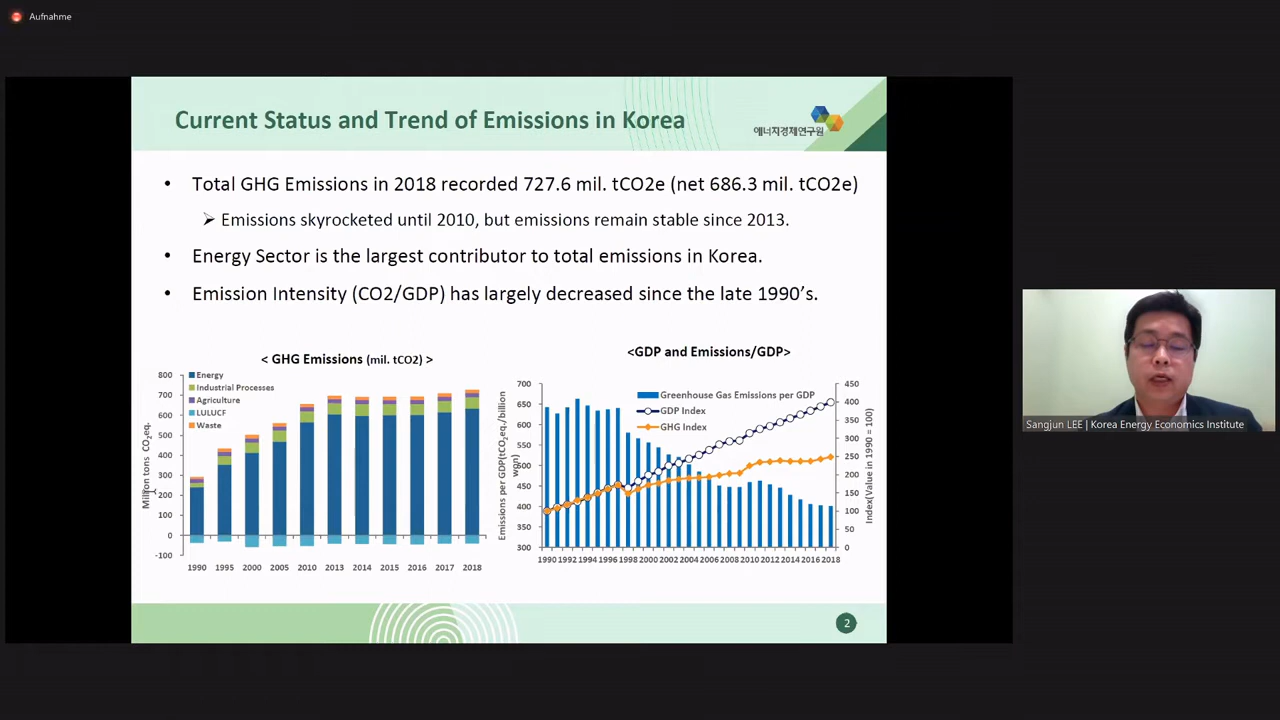 Aufnahme
Current Status and Trend of Emissions in Korea
에너지경제연구원
• Total GHG Emissions in 2018 recorded 727.6 mil. tCO2e (net 686.3 mil. tCO2e)
➢ Emissions skyrocketed until 2010, but emissions remain stable since 2013.
• Energy Sector is the largest contributor to total emissions in Korea.
• Emission Intensity (CO2/GDP) has largely decreased since the late 1990's.
< GHG Emissions (mil. tCO2) >
Million tons CO₂eq.
800
700
600
500
400
300
200
100
0
-100
Energy
Industrial Processes
Agriculture
LULUCF
Waste
1990 1995 2000 2005 2010 2013 2014 2015 2016 2017 2018
<GDP and Emissions/GDP>
Emissions per GDP(tCO₂eq./billion
won)
700
650
600
550
500
450
400
350
300
Greenhouse Gas Emissions per GDP
GDP Index
GHG Index
450
400
350
300
250
200
150
100
50
0
Index(Value in 1990 = 100)
1990 1992 1994 1996 1998 2000 2002 2004 2006 2008 2010 2012 2014 2016 2018
2
Sangjun LEE | Korea Energy Economics Institute